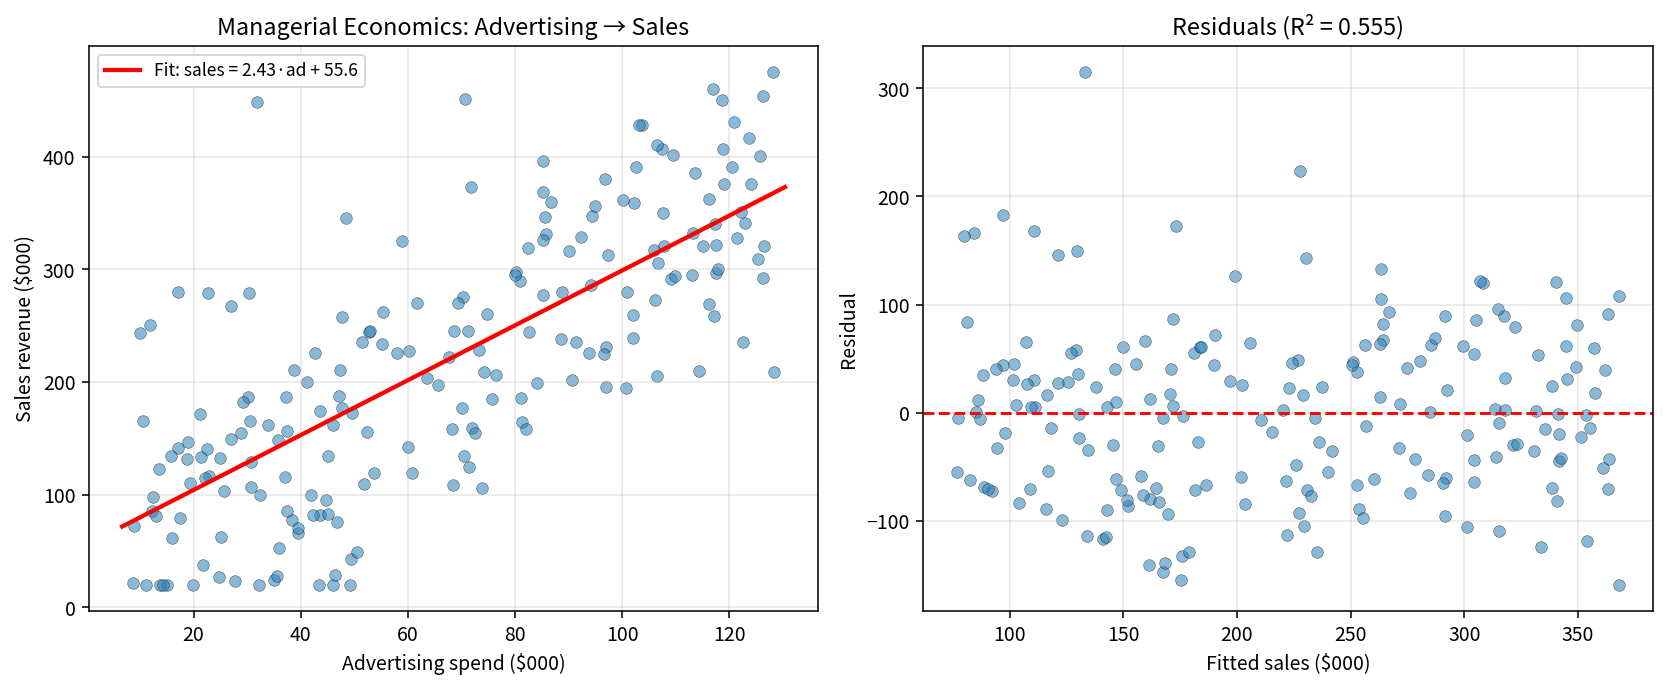 Managerial Economics: Advertising → Sales
Fit: sales = 2.43·ad + 55.6
Sales revenue ($000)
400
300
200
100
0
20 40 60 80 100 120
Advertising spend ($000)
Residuals (R² = 0.555)
Residual
300
200
100
0
−100
100 150 200 250 300 350
Fitted sales ($000)